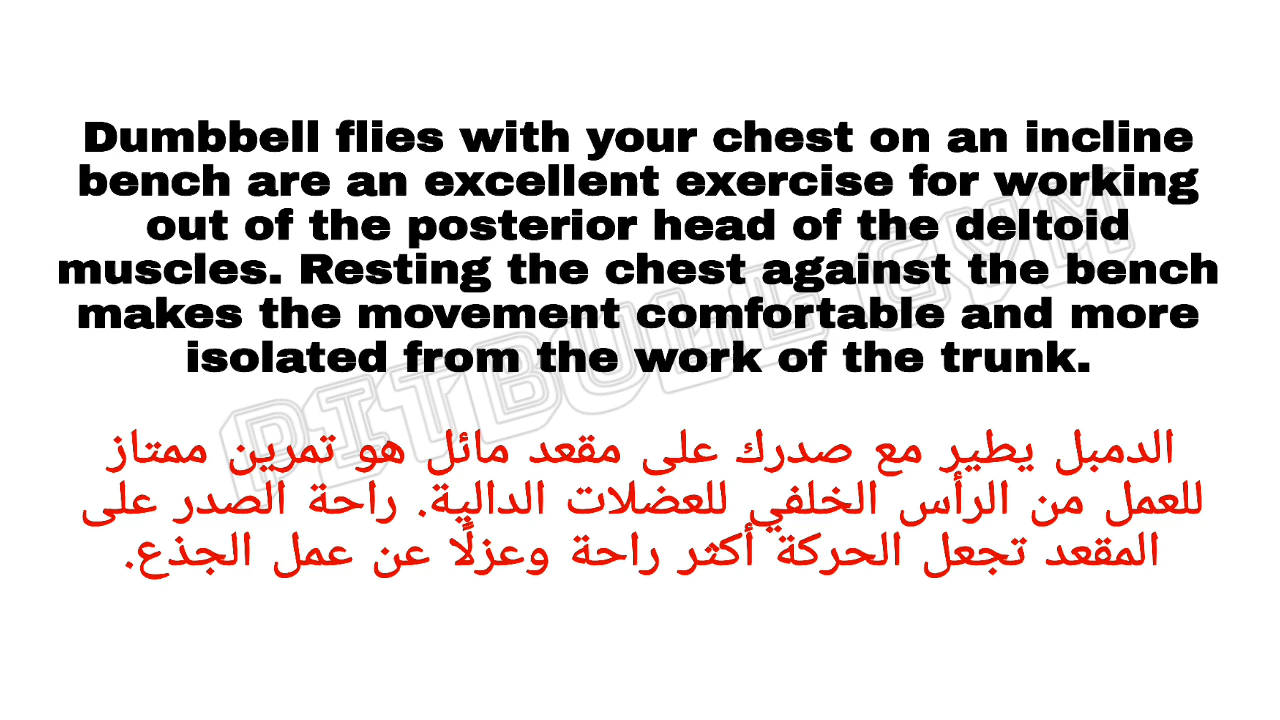 Dumbbell flies with your chest on an incline
bench are an excellent exercise for working
out of the posterior head of the deltoid
muscles. Resting the chest against the bench
makes the movement comfortable and more
isolated from the work of the trunk.
الدمبل يطير مع صدرك على مقعد مائل هو تمرين ممتاز
للعمل من الرأس الخلفي للعضلات الدالية. راحة الصدر على
المقعد تجعل الحركة أكثر راحة وعزلًا عن عمل الجذع.
PITBULL GYM